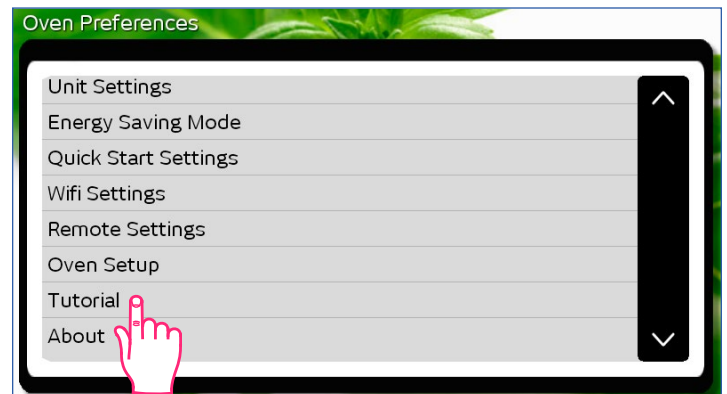 Oven Preferences
Unit Settings
Energy Saving Mode
Quick Start Settings
Wifi Settings
Remote Settings
Oven Setup
Tutorial
About